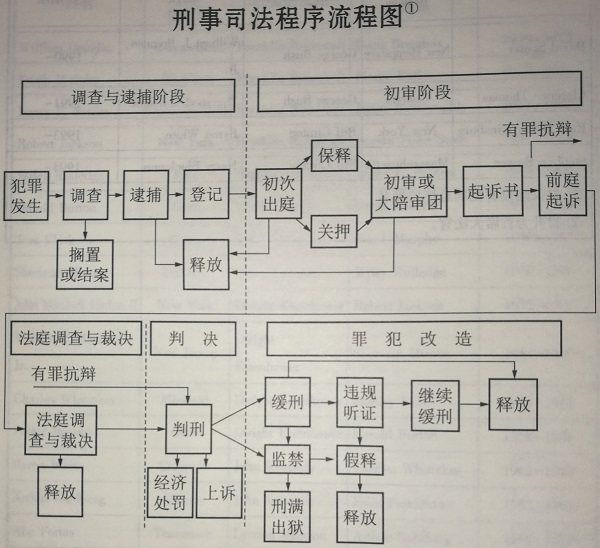 刑事司法程序流程图①
调查与逮捕阶段
初审阶段
有罪抗辩
犯罪
发生
调查
逮捕
登记
初次
出庭
保释
关押
初审或
大陪审团
起诉书
前庭
起诉
搁置
或结案
释放
法庭调查与裁决
判 决
罪 犯 改 造
有罪抗辩
法庭调
查与裁决
判刑
缓刑
违规
听证
继续
缓刑
释放
监禁
假释
释放
经济
处罚
上诉
刑满
出狱
释放